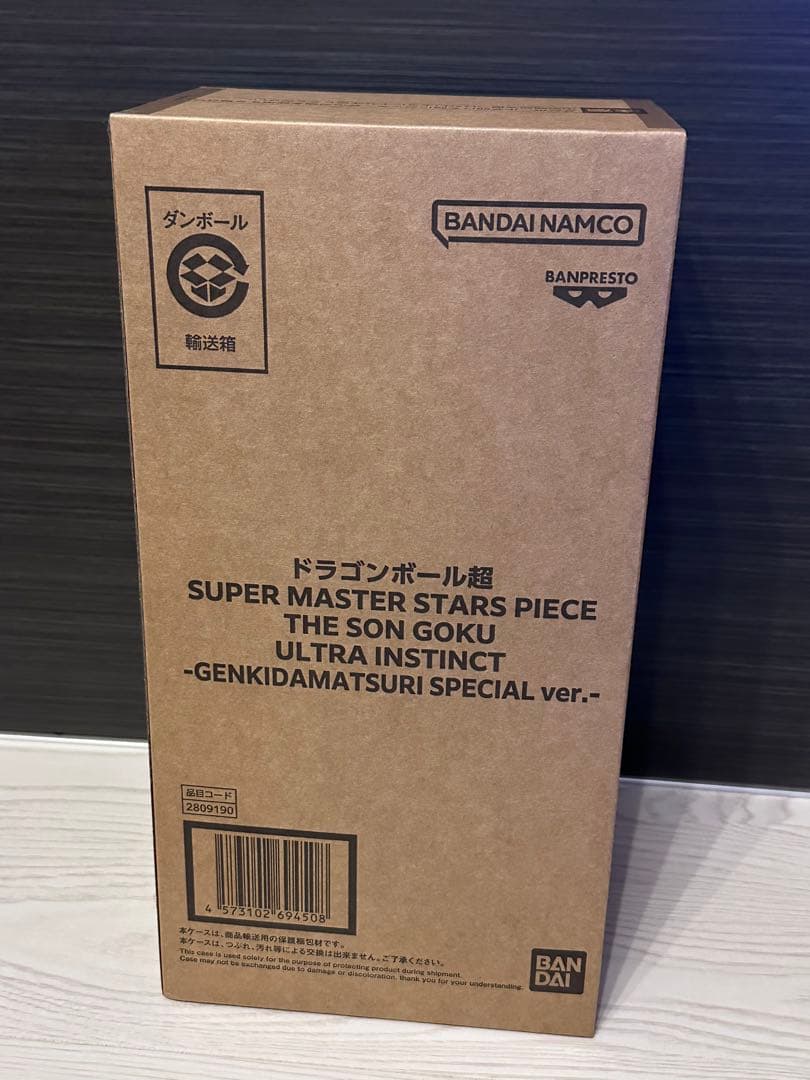 ダンボール
輸送箱
BANDAI NAMCO
BANPRESTO
ドラゴンボール超
SUPER MASTER STARS PIECE
THE SON GOKU
ULTRA INSTINCT
-GENKIDAMATSURI SPECIAL ver.-
品目コード
2809190
4 573102 694508
本ケースは、商品輸送用の保護梱包材です。
本ケースは、つぶれ、汚れ等による交換は出来ません。ご了承ください。
This case is used solely for the purpose of protecting product during shipment.
Case may not be exchanged due to damage or discoloration. thank you for your understanding.
BAN
DAI